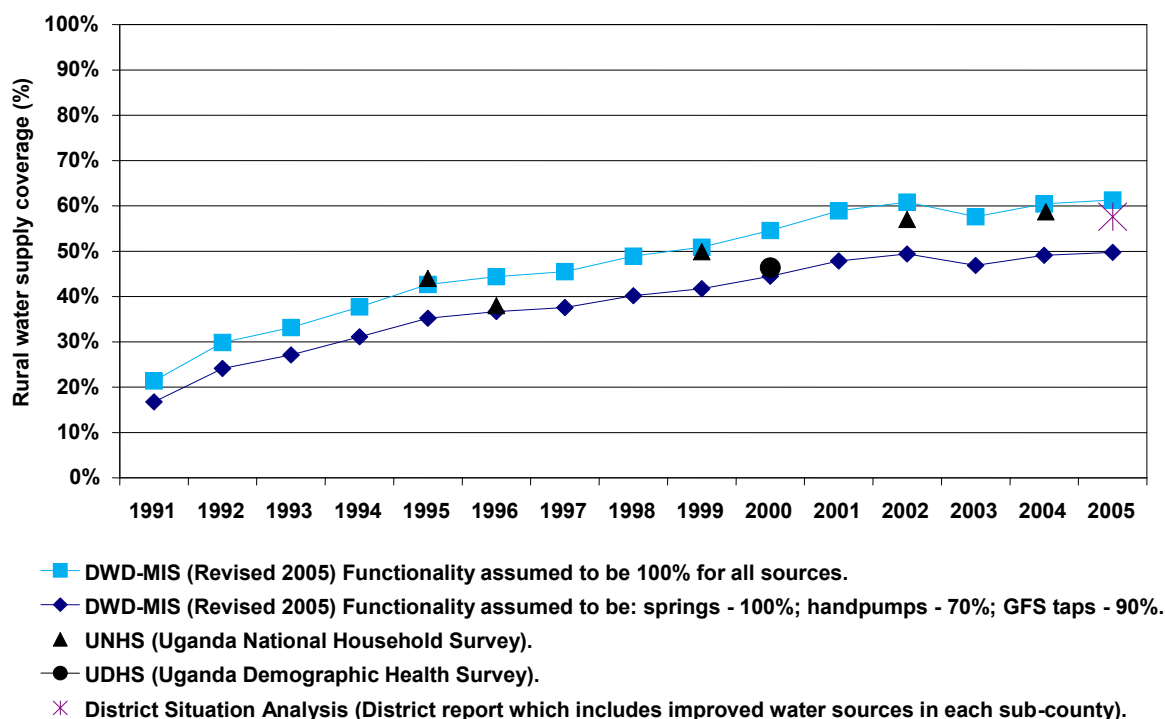 100%
90%
80%
70%
60%
50%
40%
30%
20%
10%
0%
Rural water supply coverage (%)
1991 1992 1993 1994 1995 1996 1997 1998 1999 2000 2001 2002 2003 2004 2005
DWD-MIS (Revised 2005) Functionality assumed to be 100% for all sources.
DWD-MIS (Revised 2005) Functionality assumed to be: springs - 100%; handpumps - 70%; GFS taps - 90%.
UNHS (Uganda National Household Survey).
UDHS (Uganda Demographic Health Survey).
District Situation Analysis (District report which includes improved water sources in each sub-county).